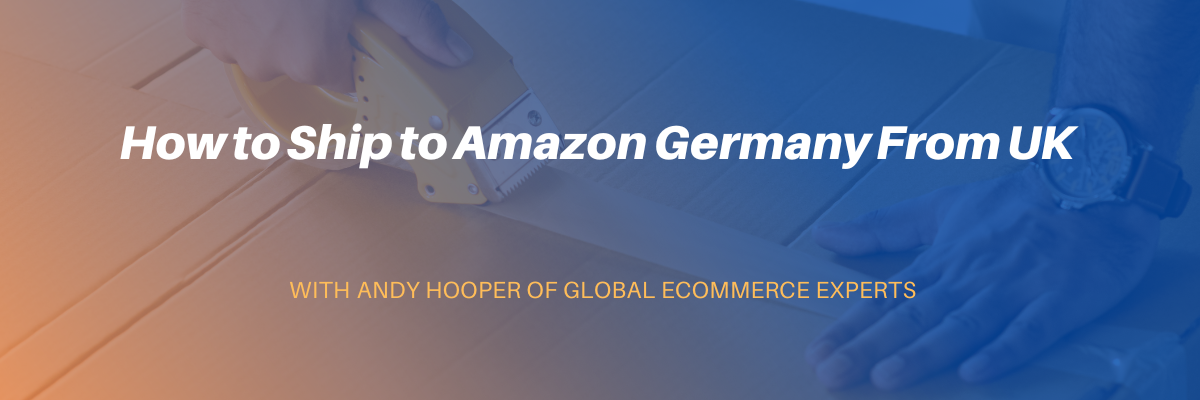 How to Ship to Amazon Germany From UK
WITH ANDY HOOPER OF GLOBAL ECOMMERCE EXPERTS